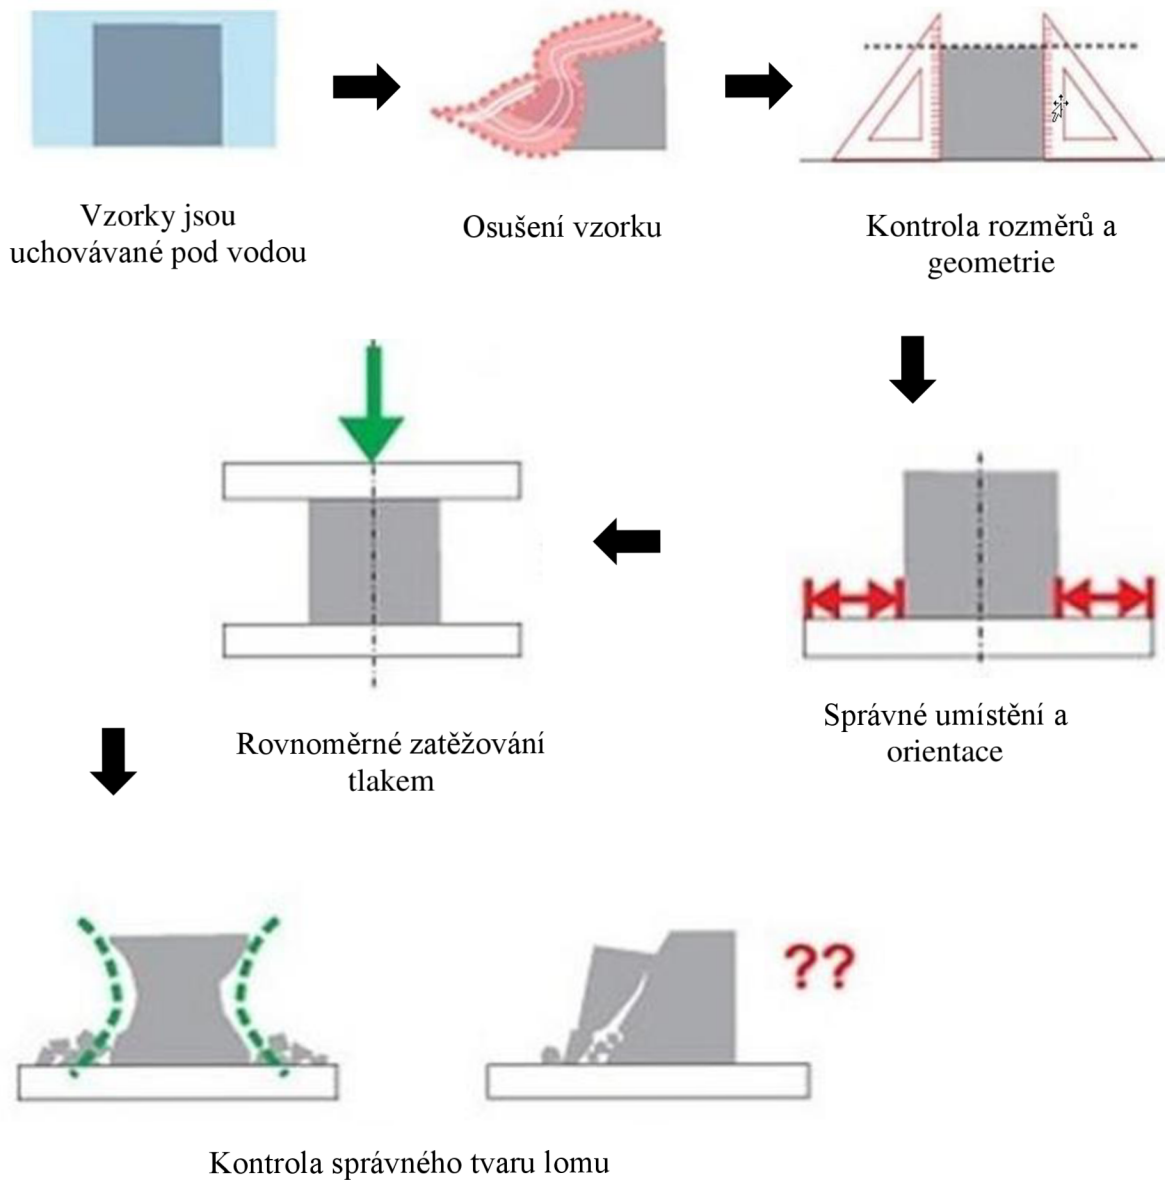 Vzorky jsou
uchovávané pod vodou
Osušení vzorku
Kontrola rozměrů a
geometrie
Správné umístění a
orientace
Rovnoměrné zatěžování
tlakem
??
Kontrola správného tvaru lomu